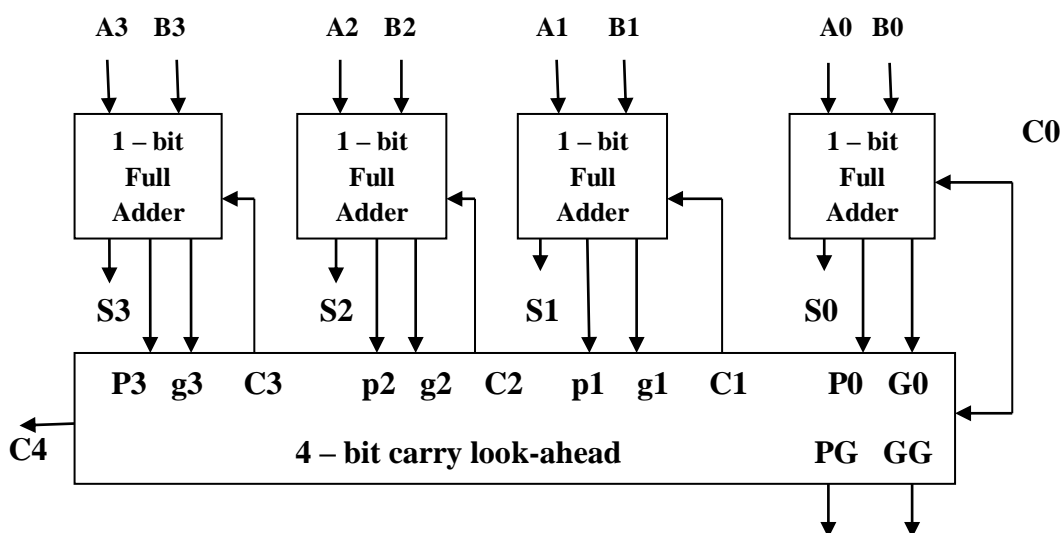 A3 B3 A2 B2 A1 B1 A0 B0
1 – bit Full Adder
1 – bit Full Adder
1 – bit Full Adder
1 – bit Full Adder
C0
S3 S2 S1 S0
P3 g3 C3 p2 g2 C2 p1 g1 C1 P0 G0
C4
4 – bit carry look-ahead
PG GG